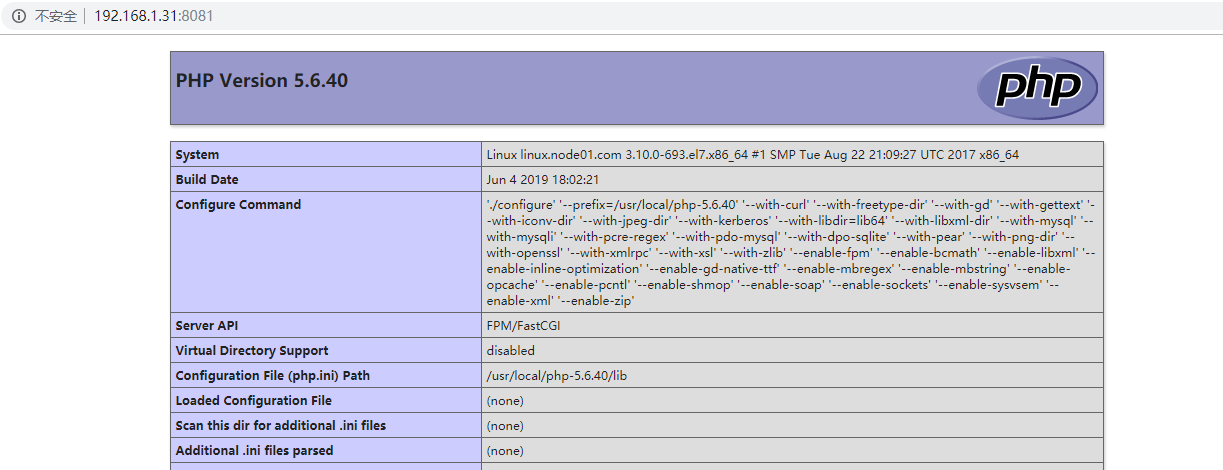 不安全 192.168.1.31:8081
PHP Version 5.6.40
php
System Linux linux.node01.com 3.10.0-693.el7.x86_64 #1 SMP Tue Aug 22 21:09:27 UTC 2017 x86_64
Build Date Jun 4 2019 18:02:21
Configure Command './configure' '--prefix=/usr/local/php-5.6.40' '--with-curl' '--with-freetype-dir' '--with-gd' '--with-gettext' '-
-with-iconv-dir' '--with-jpeg-dir' '--with-kerberos' '--with-libdir=lib64' '--with-libxml-dir' '--with-mysql' '--
with-mysqli' '--with-pcre-regex' '--with-pdo-mysql' '--with-dpo-sqlite' '--with-pear' '--with-png-dir' '--
with-openssl' '--with-xmlrpc' '--with-xsl' '--with-zlib' '--enable-fpm' '--enable-bcmath' '--enable-libxml' '--
enable-inline-optimization' '--enable-gd-native-ttf' '--enable-mbregex' '--enable-mbstring' '--enable-
opcache' '--enable-pcntl' '--enable-shmop' '--enable-soap' '--enable-sockets' '--enable-sysvsem' '--
enable-xml' '--enable-zip'
Server API FPM/FastCGI
Virtual Directory Support disabled
Configuration File (php.ini) Path /usr/local/php-5.6.40/lib
Loaded Configuration File (none)
Scan this dir for additional .ini files (none)
Additional .ini files parsed (none)